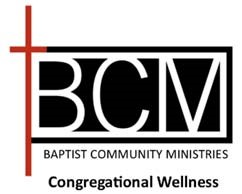 BCM
BAPTIST COMMUNITY MINISTRIES
Congregational Wellness